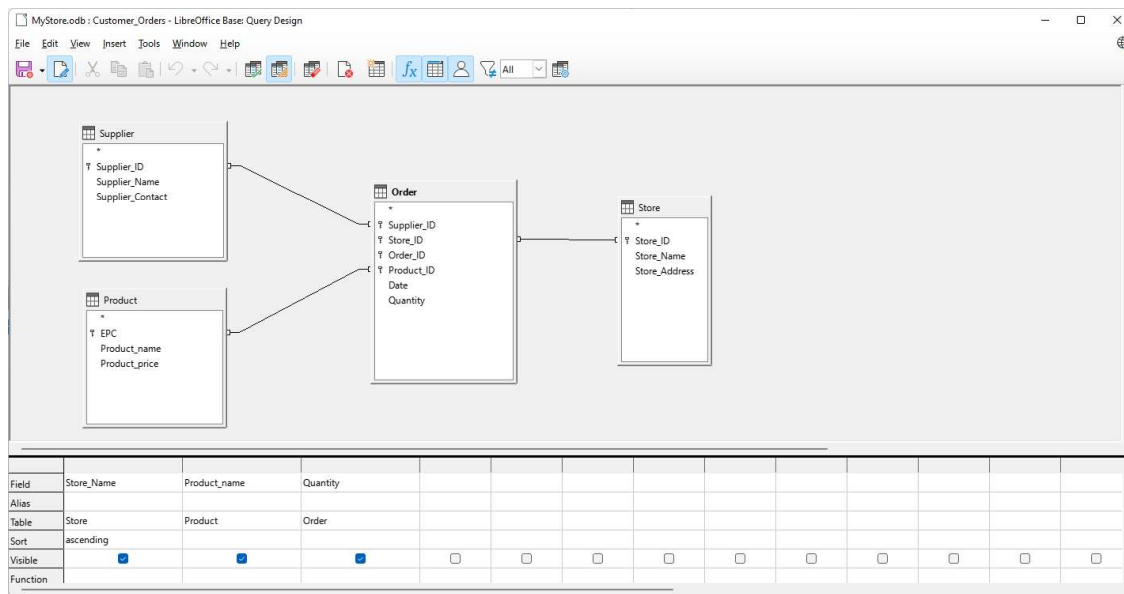 MyStore.odb : Customer_Orders - LibreOffice Base: Query Design
File Edit View Insert Tools Window Help
fx All
Supplier
*
Supplier_ID
Supplier_Name
Supplier_Contact
Order
*
Supplier_ID
Store_ID
Order_ID
Product_ID
Date
Quantity
Store
*
Store_ID
Store_Name
Store_Address
Product
*
EPC
Product_name
Product_price
Field Store_Name Product_name Quantity
Alias
Table Store Product Order
Sort ascending
Visible
Function